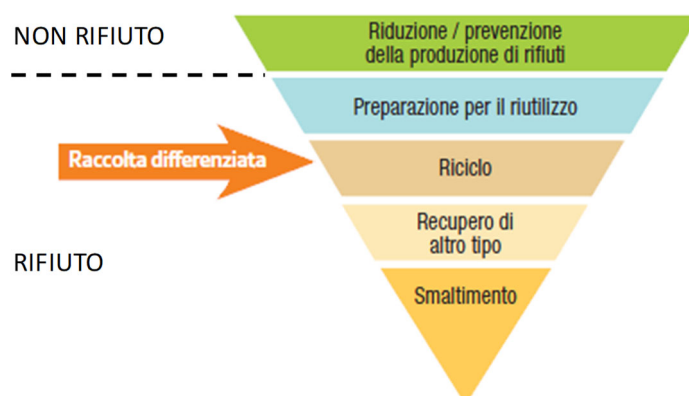 NON RIFIUTO
Riduzione / prevenzione
della produzione di rifiuti
Preparazione per il riutilizzo
Raccolta differenziata
Riciclo
Recupero di
altro tipo
RIFIUTO
Smaltimento